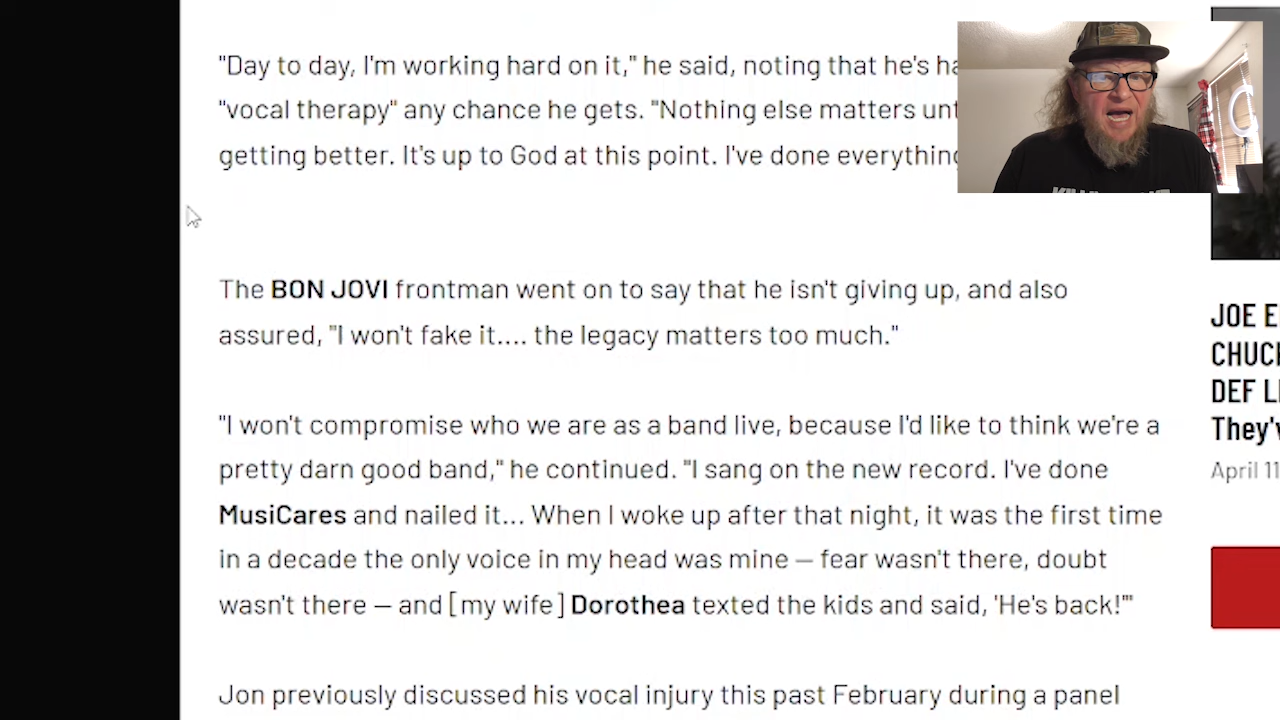 "Day to day, I'm working hard on it," he said, noting that he's
"vocal therapy" any chance he gets. "Nothing else matters
getting better. It's up to God at this point. I've done
The BON JOVI frontman went on to say that he isn't giving up, and also
assured, "I won't fake it.... the legacy matters too much."
"I won't compromise who we are as a band live, because I'd like to think we're a
pretty darn good band," he continued. "I sang on the new record. I've done
MusiCares and nailed it... When I woke up after that night, it was the first time
in a decade the only voice in my head was mine — fear wasn't there, doubt
wasn't there — and [my wife] Dorothea texted the kids and said, 'He's back!'"
Jon previously discussed his vocal injury this past February during a panel
JOE
DEF
They'
April 11